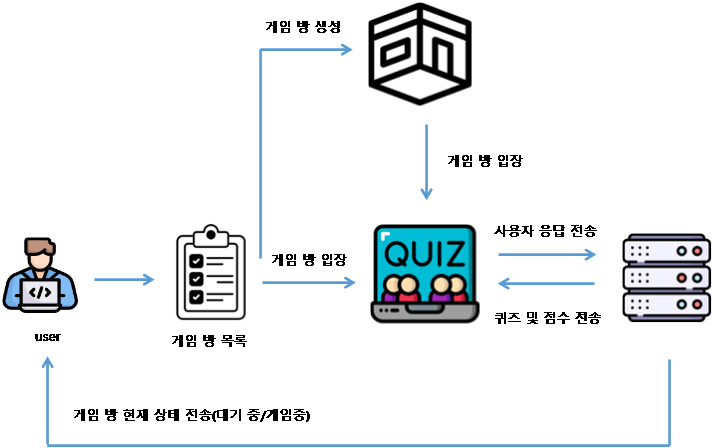 게임 방 생성
게임 방 입장
사용자 응답 전송
QUIZ
게임 방 입장
퀴즈 및 점수 전송
user
게임 방 목록
게임 방 현재 상태 전송(대기 중/게임중)